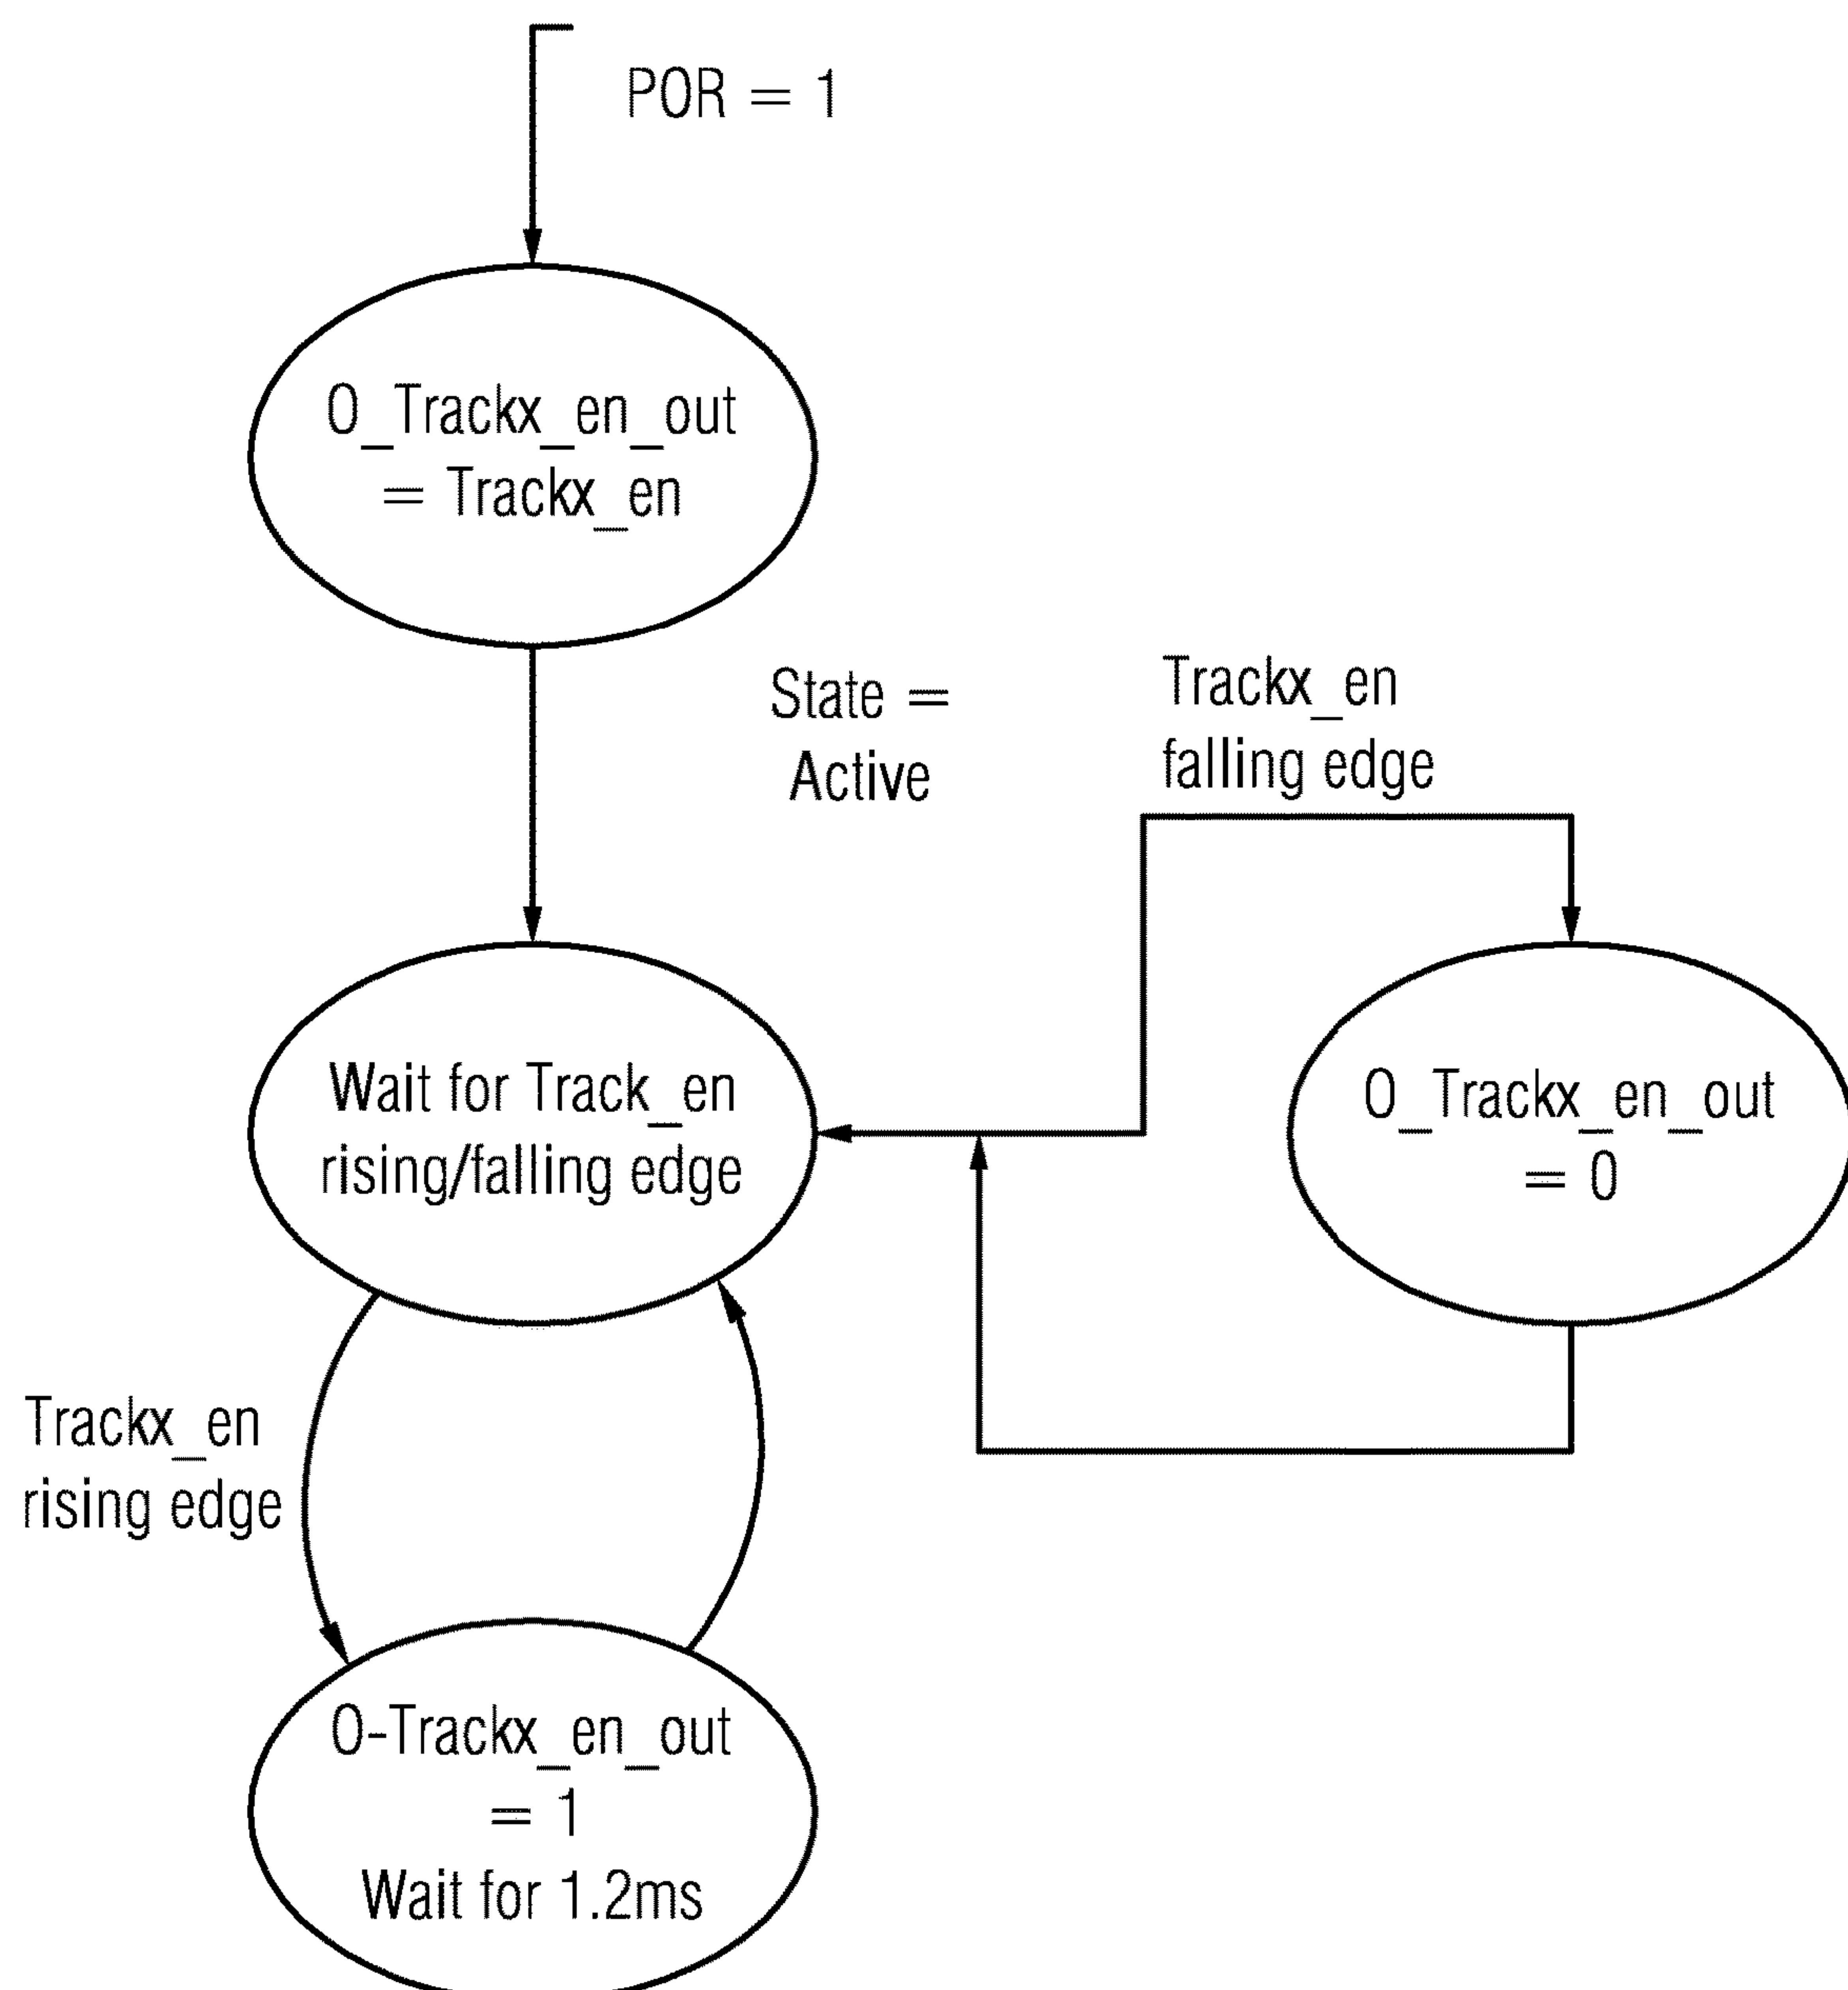 POR = 1
O_Trackx_en_out
= Trackx_en
State =
Active
Trackx_en
falling edge
Wait for Track_en
rising/falling edge
O_Trackx_en_out
= 0
Trackx_en
rising edge
O-Trackx_en_out
= 1
Wait for 1.2ms